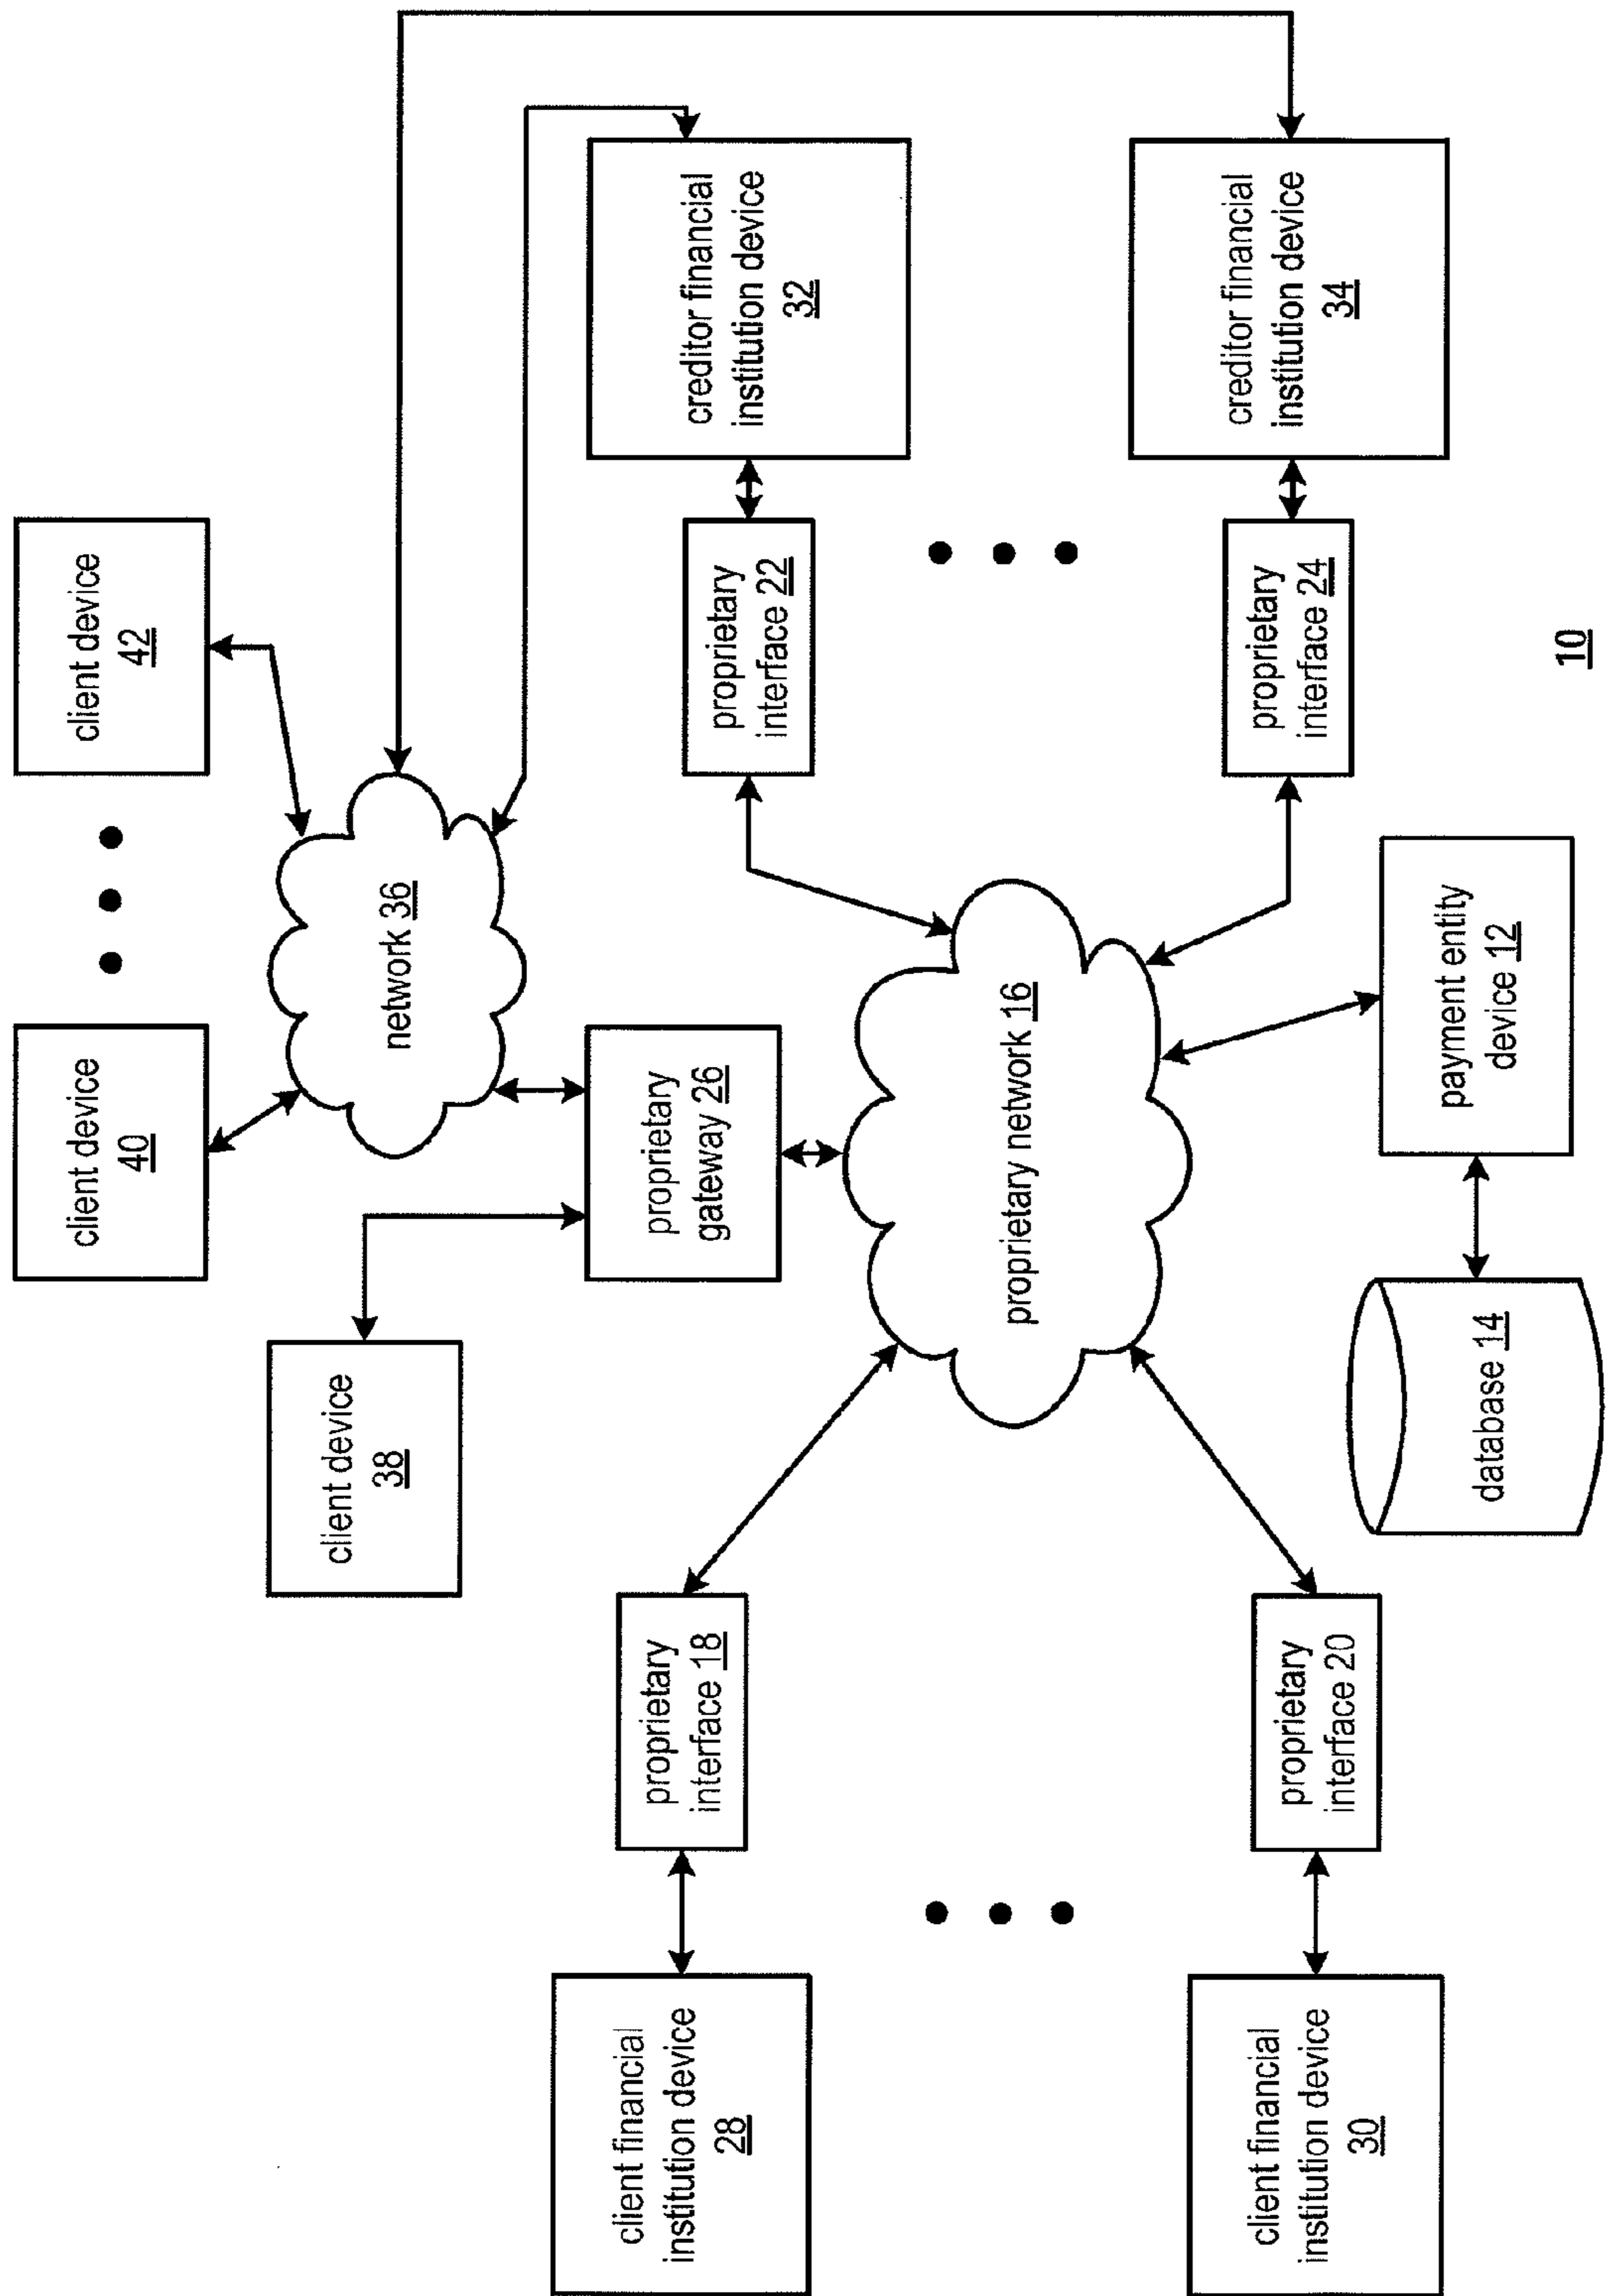 client device
38
client device
40
client device
42
network 36
proprietary
gateway 26
client financial
institution device
28
proprietary
interface 18
proprietary
interface 22
creditor financial
institution device
32
proprietary network 16
client financial
institution device
30
proprietary
interface 20
proprietary
interface 24
creditor financial
institution device
34
database 14
payment entity
device 12
10